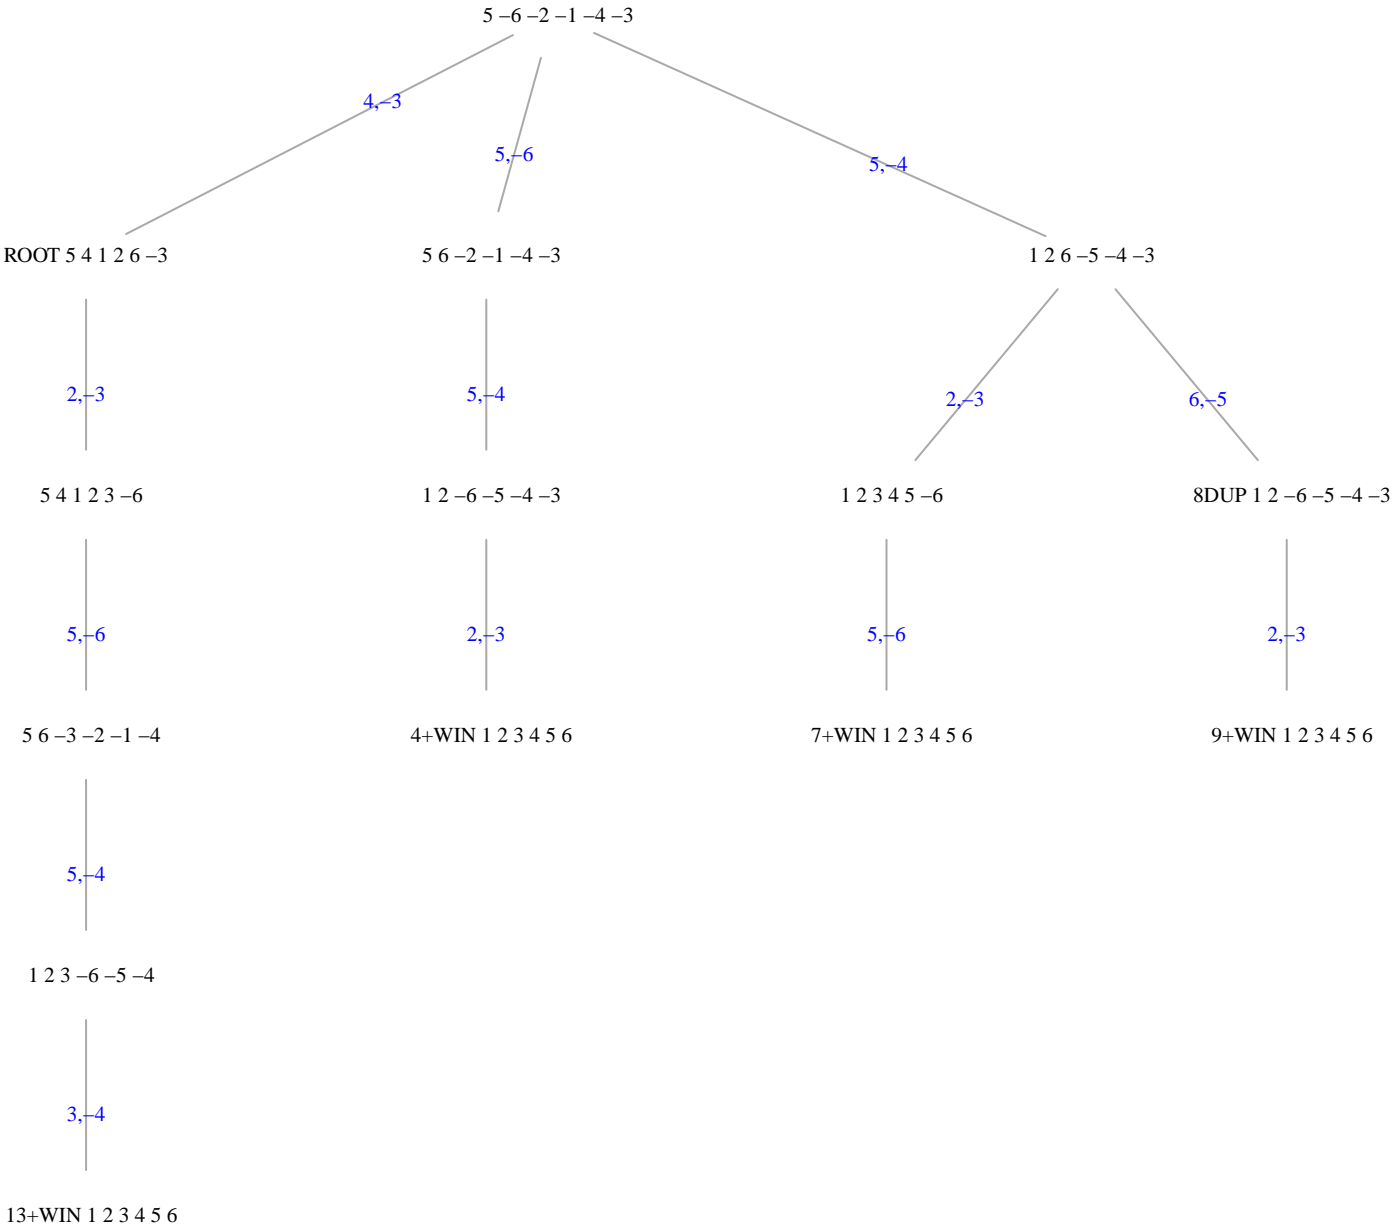 5 –6 –2 –1 –4 –3
4,–3
5,–6
5,–4
ROOT 5 4 1 2 6 –3
5 6 –2 –1 –4 –3
1 2 6 –5 –4 –3
2,–3
5,–4
2,–3
6,–5
5 4 1 2 3 –6
1 2 –6 –5 –4 –3
1 2 3 4 5 –6
8DUP 1 2 –6 –5 –4 –3
5,–6
2,–3
5,–6
2,–3
5 6 –3 –2 –1 –4
4+WIN 1 2 3 4 5 6
7+WIN 1 2 3 4 5 6
9+WIN 1 2 3 4 5 6
5,–4
1 2 3 –6 –5 –4
3,–4
13+WIN 1 2 3 4 5 6